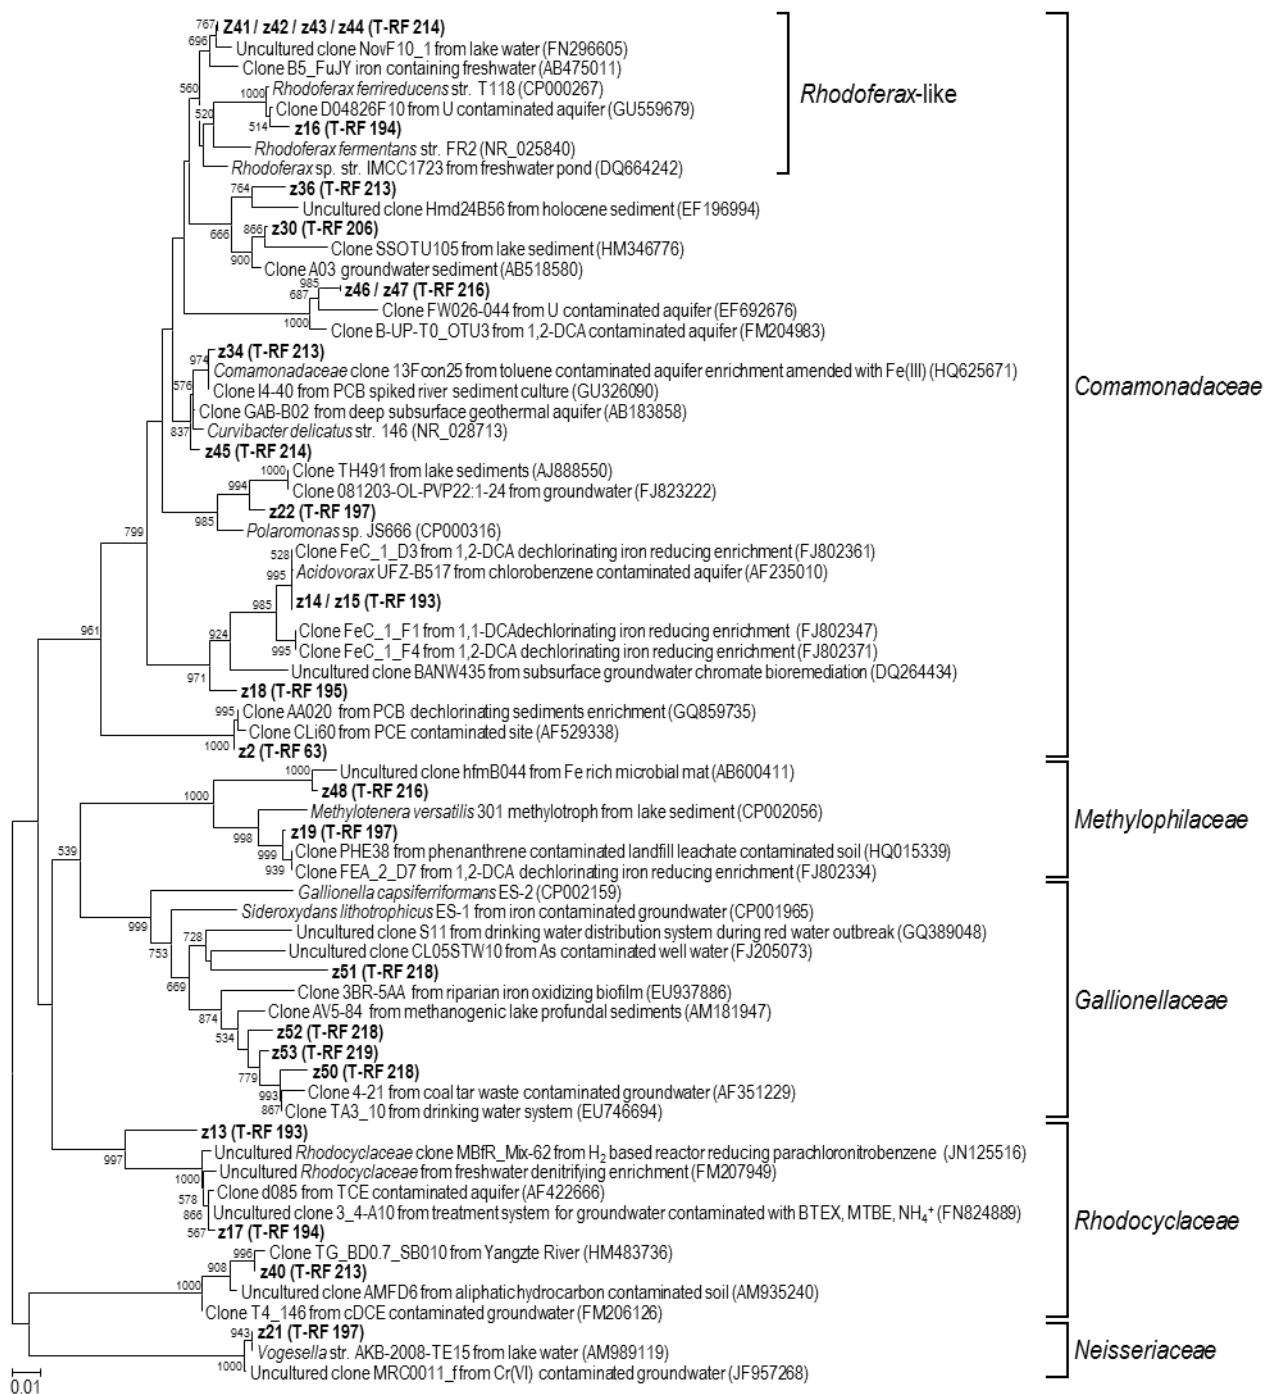 767 Z41 / z42 / z43 / z44 (T-RF 214)
696 Uncultured clone NovF10_1 from lake water (FN296605)
Clone B5_FuJY iron containing freshwater (AB475011)
560 1000 Rhodoferax ferrireducens str. T118 (CP000267)
Rhodoferax-like
520 Clone D04826F10 from U contaminated aquifer (GU559679)
514 z16 (T-RF 194)
Rhodoferax fermentans str. FR2 (NR_025840)
Rhodoferax sp. str. IMCC1723 from freshwater pond (DQ664242)
764 z36 (T-RF 213)
Uncultured clone Hmd24B56 from holocene sediment (EF196994)
666 866 z30 (T-RF 206)
Clone SSOTU105 from lake sediment (HM346776)
900 Clone A03 groundwater sediment (AB518580)
985 z46 / z47 (T-RF 216)
687 Clone FW026-044 from U contaminated aquifer (EF692676)
1000 Clone B-UP-T0_OTU3 from 1,2-DCA contaminated aquifer (FM204983)
974 z34 (T-RF 213)
Comamonadaceae clone 13Fcon25 from toluene contaminated aquifer enrichment amended with Fe(III) (HQ625671)
Comamonadaceae
576 Clone I4-40 from PCB spiked river sediment culture (GU326090)
Clone GAB-B02 from deep subsurface geothermal aquifer (AB183858)
837 Curvibacter delicatus str. 146 (NR_028713)
z45 (T-RF 214)
1000 Clone TH491 from lake sediments (AJ888550)
994 Clone 081203-OL-PVP22:1-24 from groundwater (FJ823222)
985 z22 (T-RF 197)
799 Polaromonas sp. JS666 (CP000316)
528 Clone FeC_1_D3 from 1,2-DCA dechlorinating iron reducing enrichment (FJ802361)
995 Acidovorax UFZ-B517 from chlorobenzene contaminated aquifer (AF235010)
985 z14 / z15 (T-RF 193)
961 924 Clone FeC_1_F1 from 1,1-DCAdechlorinating iron reducing enrichment (FJ802347)
995 Clone FeC_1_F4 from 1,2-DCA dechlorinating iron reducing enrichment (FJ802371)
971 Uncultured clone BANW435 from subsurface groundwater chromate bioremediation (DQ264434)
z18 (T-RF 195)
995 Clone AA020 from PCB dechlorinating sediments enrichment (GQ859735)
Clone CLi60 from PCE contaminated site (AF529338)
1000 z2 (T-RF 63)
1000 Uncultured clone hfmB044 from Fe rich microbial mat (AB600411)
1000 z48 (T-RF 216)
Methylotenera versatilis 301 methylotroph from lake sediment (CP002056)
Methylophilaceae
998 z19 (T-RF 197)
539 999 Clone PHE38 from phenanthrene contaminated landfill leachate contaminated soil (HQ015339)
939 Clone FEA_2_D7 from 1,2-DCA dechlorinating iron reducing enrichment (FJ802334)
Gallionella capsiferriformans ES-2 (CP002159)
999 Sideroxydans lithotrophicus ES-1 from iron contaminated groundwater (CP001965)
728 Uncultured clone S11 from drinking water distribution system during red water outbreak (GQ389048)
753 Uncultured clone CL05STW10 from As contaminated well water (FJ205073)
z51 (T-RF 218)
669 Clone 3BR-5AA from riparian iron oxidizing biofilm (EU937886)
Gallionellaceae
874 Clone AV5-84 from methanogenic lake profundal sediments (AM181947)
534 z52 (T-RF 218)
z53 (T-RF 219)
779 z50 (T-RF 218)
993 Clone 4-21 from coal tar waste contaminated groundwater (AF351229)
867 Clone TA3_10 from drinking water system (EU746694)
z13 (T-RF 193)
997 Uncultured Rhodocyclaceae clone MBfR_Mix-62 from H2 based reactor reducing parachloronitrobenzene (JN125516)
1000 Uncultured Rhodocyclaceae from freshwater denitrifying enrichment (FM207949)
578 Clone d085 from TCE contaminated aquifer (AF422666)
866 Uncultured clone 3_4-A10 from treatment system for groundwater contaminated with BTEX, MTBE, NH4+ (FN824889)
Rhodocyclaceae
567 z17 (T-RF 194)
996 Clone TG_BD0.7_SB010 from Yangzte River (HM483736)
908 z40 (T-RF 213)
1000 Uncultured clone AMFD6 from aliphatic hydrocarbon contaminated soil (AM935240)
Clone T4_146 from cDCE contaminated groundwater (FM206126)
943 z21 (T-RF 197)
Vogesella str. AKB-2008-TE15 from lake water (AM989119)
Neisseriaceae
1000 Uncultured clone MRC0011_f from Cr(VI) contaminated groundwater (JF957268)
0.01